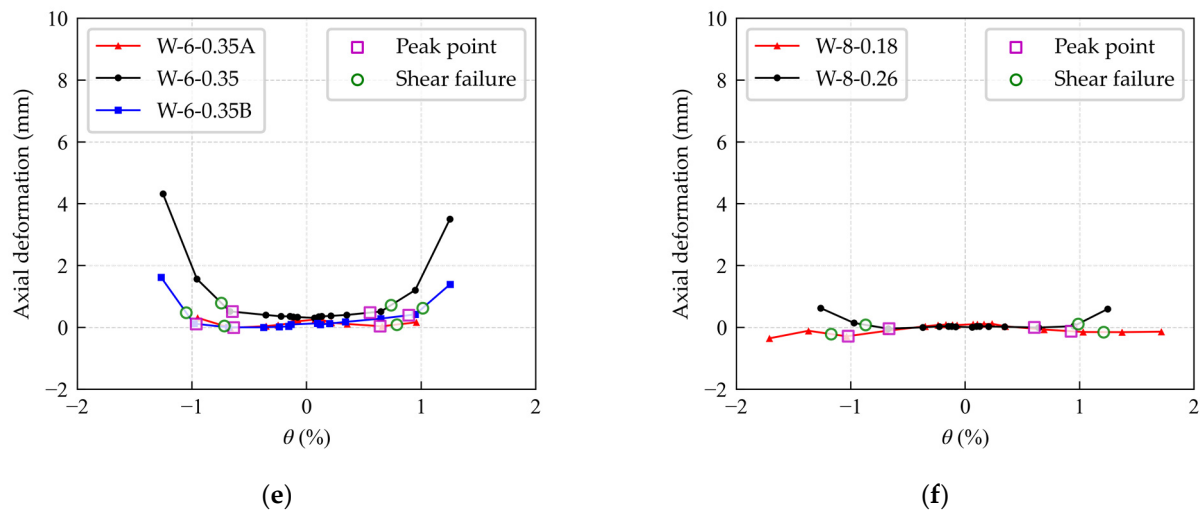 10
8
6
4
2
0
−2
Axial deformation (mm)
W-6-0.35A
W-6-0.35
W-6-0.35B
Peak point
Shear failure
−2 −1 0 1 2
θ (%)
(e)
10
8
6
4
2
0
−2
Axial deformation (mm)
W-8-0.18
W-8-0.26
Peak point
Shear failure
−2 −1 0 1 2
θ (%)
(f)